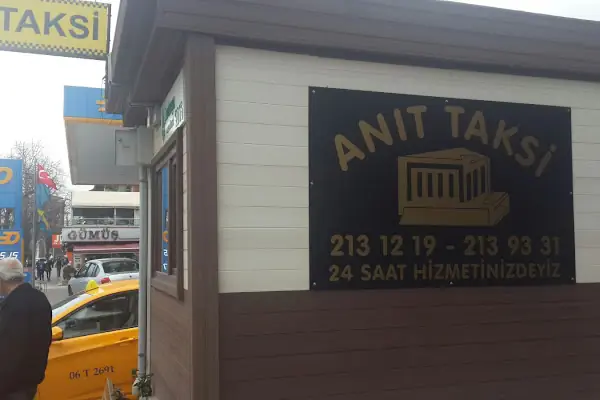 TAKSİ
ANIT TAKSİ
213 12 19 - 213 93 31
24 SAAT HİZMETİNİZDEYİZ
GÜMÜŞ
06 T 2691